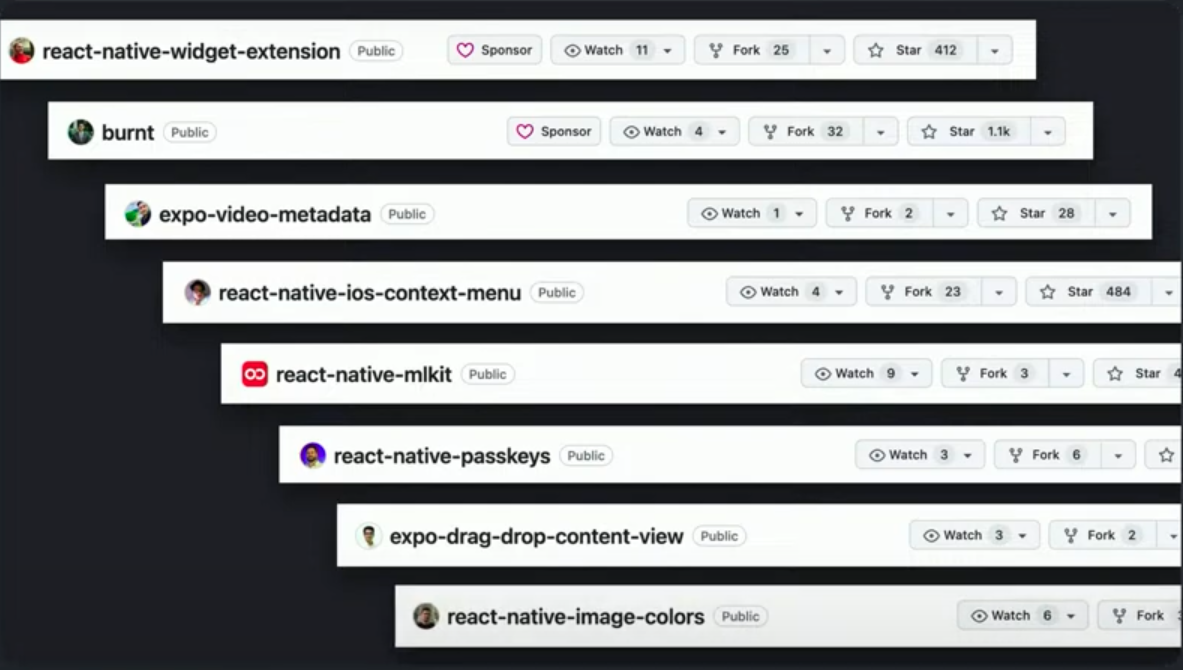 react-native-widget-extension Public Sponsor Watch 11 Fork 25 Star 412
burnt Public Sponsor Watch 4 Fork 32 Star 1.1k
expo-video-metadata Public Watch 1 Fork 2 Star 28
react-native-ios-context-menu Public Watch 4 Fork 23 Star 484
react-native-mlkit Public Watch 9 Fork 3 Star
react-native-passkeys Public Watch 3 Fork 6
expo-drag-drop-content-view Public Watch 3 Fork 2
react-native-image-colors Public Watch 6 Fork